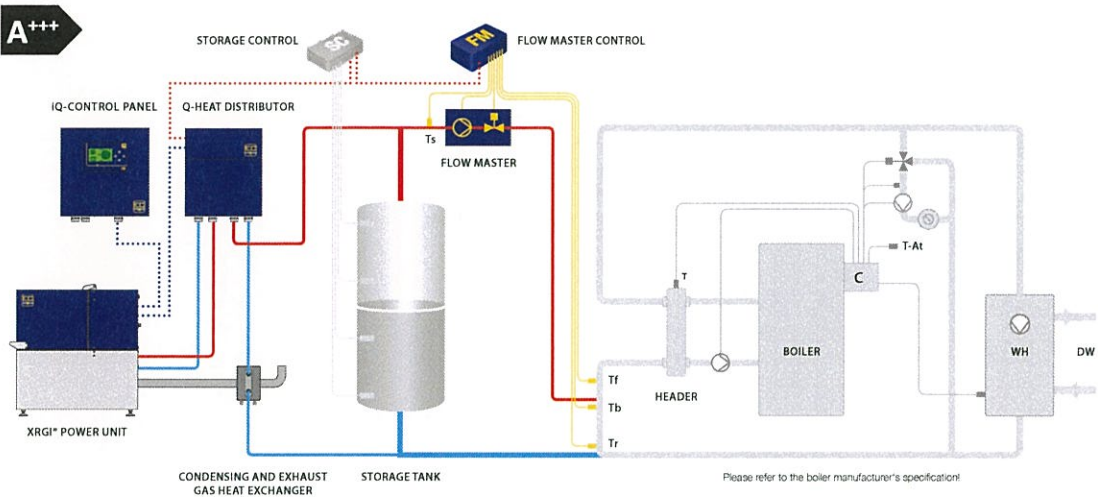 A+++
STORAGE CONTROL
SC
FM
FLOW MASTER CONTROL
iQ-CONTROL PANEL
Q-HEAT DISTRIBUTOR
Ts
FLOW MASTER
T
T-At
C
BOILER
WH
DW
HEADER
Tf
Tb
Tr
XRGI® POWER UNIT
CONDENSING AND EXHAUST
GAS HEAT EXCHANGER
STORAGE TANK
Please refer to the boiler manufacturer's specification!